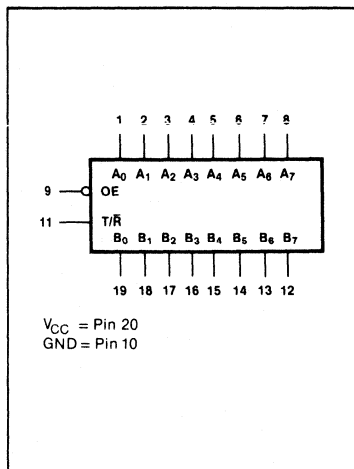 1 2 3 4 5 6 7 8
A0 A1 A2 A3 A4 A5 A6 A7
9 OE
11 T/R̅
B0 B1 B2 B3 B4 B5 B6 B7
19 18 17 16 15 14 13 12
VCC = Pin 20
GND = Pin 10